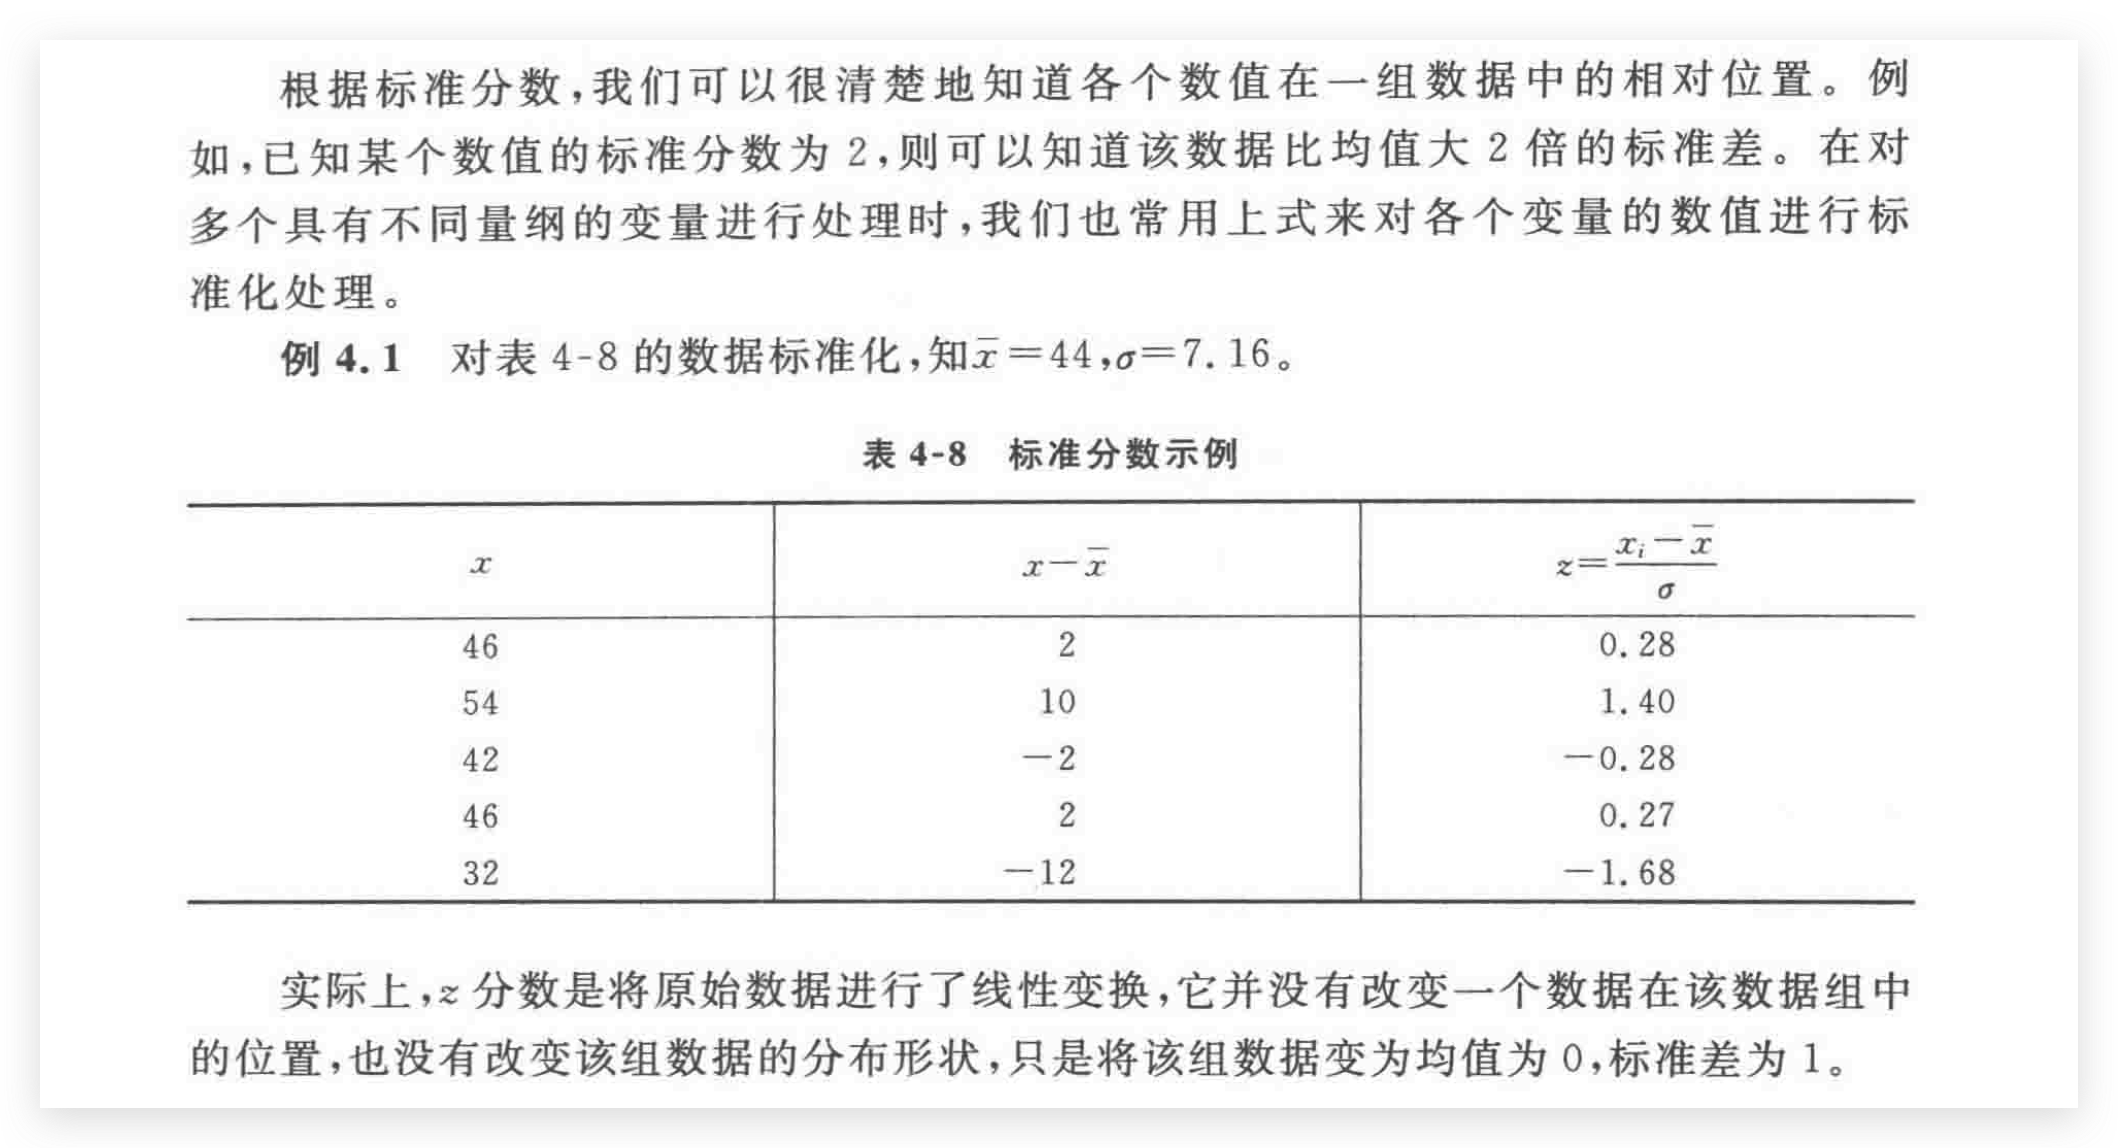 根据标准分数,我们可以很清楚地知道各个数值在一组数据中的相对位置。例
如,已知某个数值的标准分数为 2,则可以知道该数据比均值大 2 倍的标准差。在对
多个具有不同量纲的变量进行处理时,我们也常用上式来对各个变量的数值进行标
准化处理。
例 4.1 对表 4-8 的数据标准化,知x̄=44,σ=7.16。
表 4-8 标准分数示例
x x−x̄ z=(xᵢ−x̄)/σ
46 2 0.28
54 10 1.40
42 −2 −0.28
46 2 0.27
32 −12 −1.68
实际上,z 分数是将原始数据进行了线性变换,它并没有改变一个数据在该数据组中
的位置,也没有改变该组数据的分布形状,只是将该组数据变为均值为 0,标准差为 1。